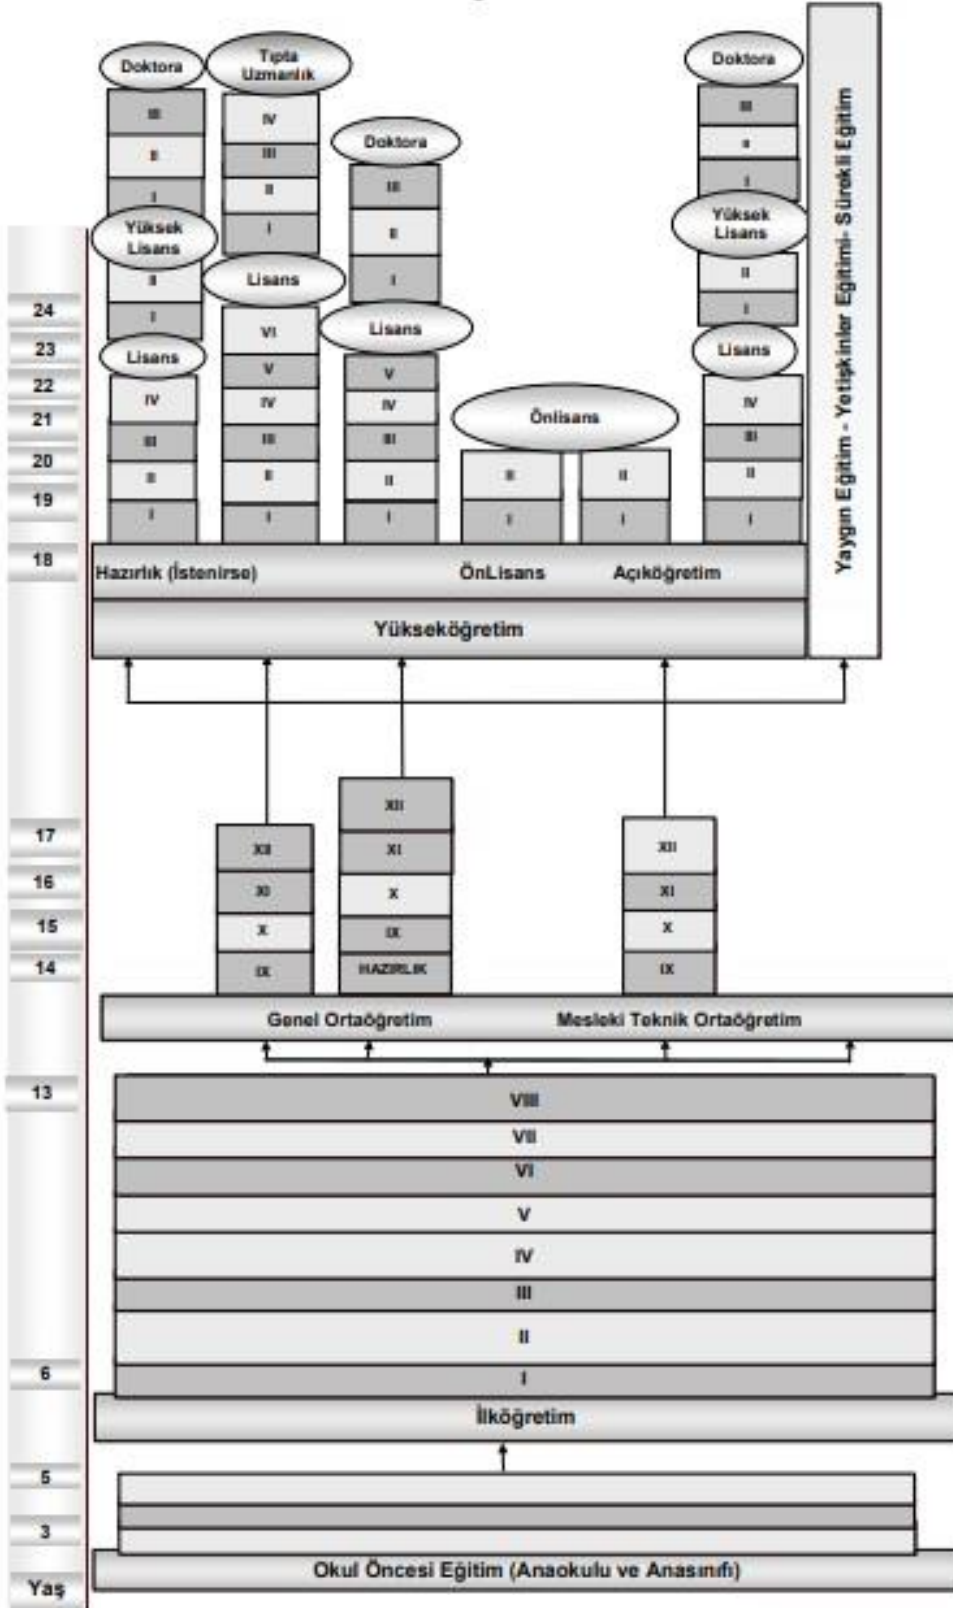 Doktora
Tıpta
Uzmanlık
Doktora
III
IV
III
II
III
II
I
II
I
Doktora
III
II
I
I
Yüksek
Lisans
II
I
Yüksek
Lisans
II
I
Lisans
Lisans
Lisans
Lisans
VI
V
IV
III
II
I
V
IV
III
II
I
IV
III
II
I
IV
III
II
I
Önlisans
II
I
II
I
Hazırlık (İstenirse)
ÖnLisans
Açıköğretim
Yükseköğretim
Yaygın Eğitim - Yetişkinler Eğitimi- Sürekli Eğitim
24
23
22
21
20
19
18
XII
XI
X
IX
XII
XI
X
IX
HAZIRLIK
XII
XI
X
IX
17
16
15
14
Genel Ortaöğretim
Mesleki Teknik Ortaöğretim
13
VIII
VII
VI
V
IV
III
II
6
I
İlköğretim
5
3
Okul Öncesi Eğitim (Anaokulu ve Anasınıfı)
Yaş